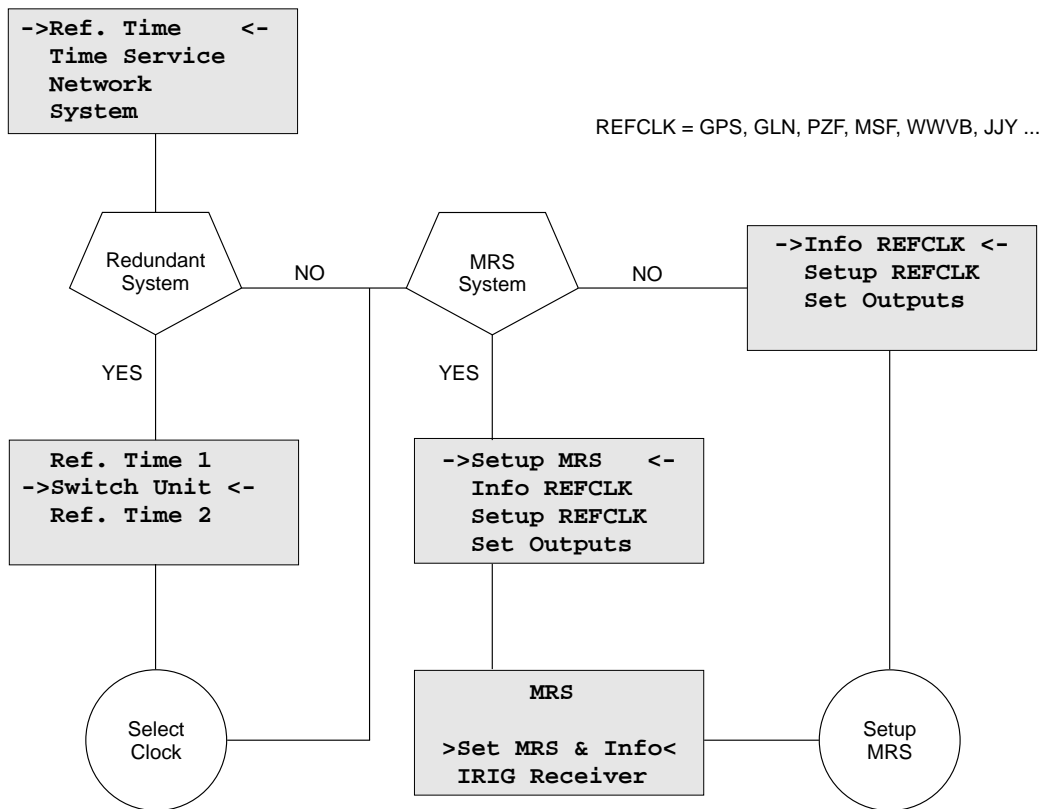 ->Ref. Time <-
Time Service
Network
System
REFCLK = GPS, GLN, PZF, MSF, WWVB, JJY ...
Redundant
System
NO
MRS
System
NO
->Info REFCLK <-
Setup REFCLK
Set Outputs
YES
YES
Ref. Time 1
->Switch Unit <-
Ref. Time 2
->Setup MRS <-
Info REFCLK
Setup REFCLK
Set Outputs
Select
Clock
MRS
>Set MRS & Info<
IRIG Receiver
Setup
MRS